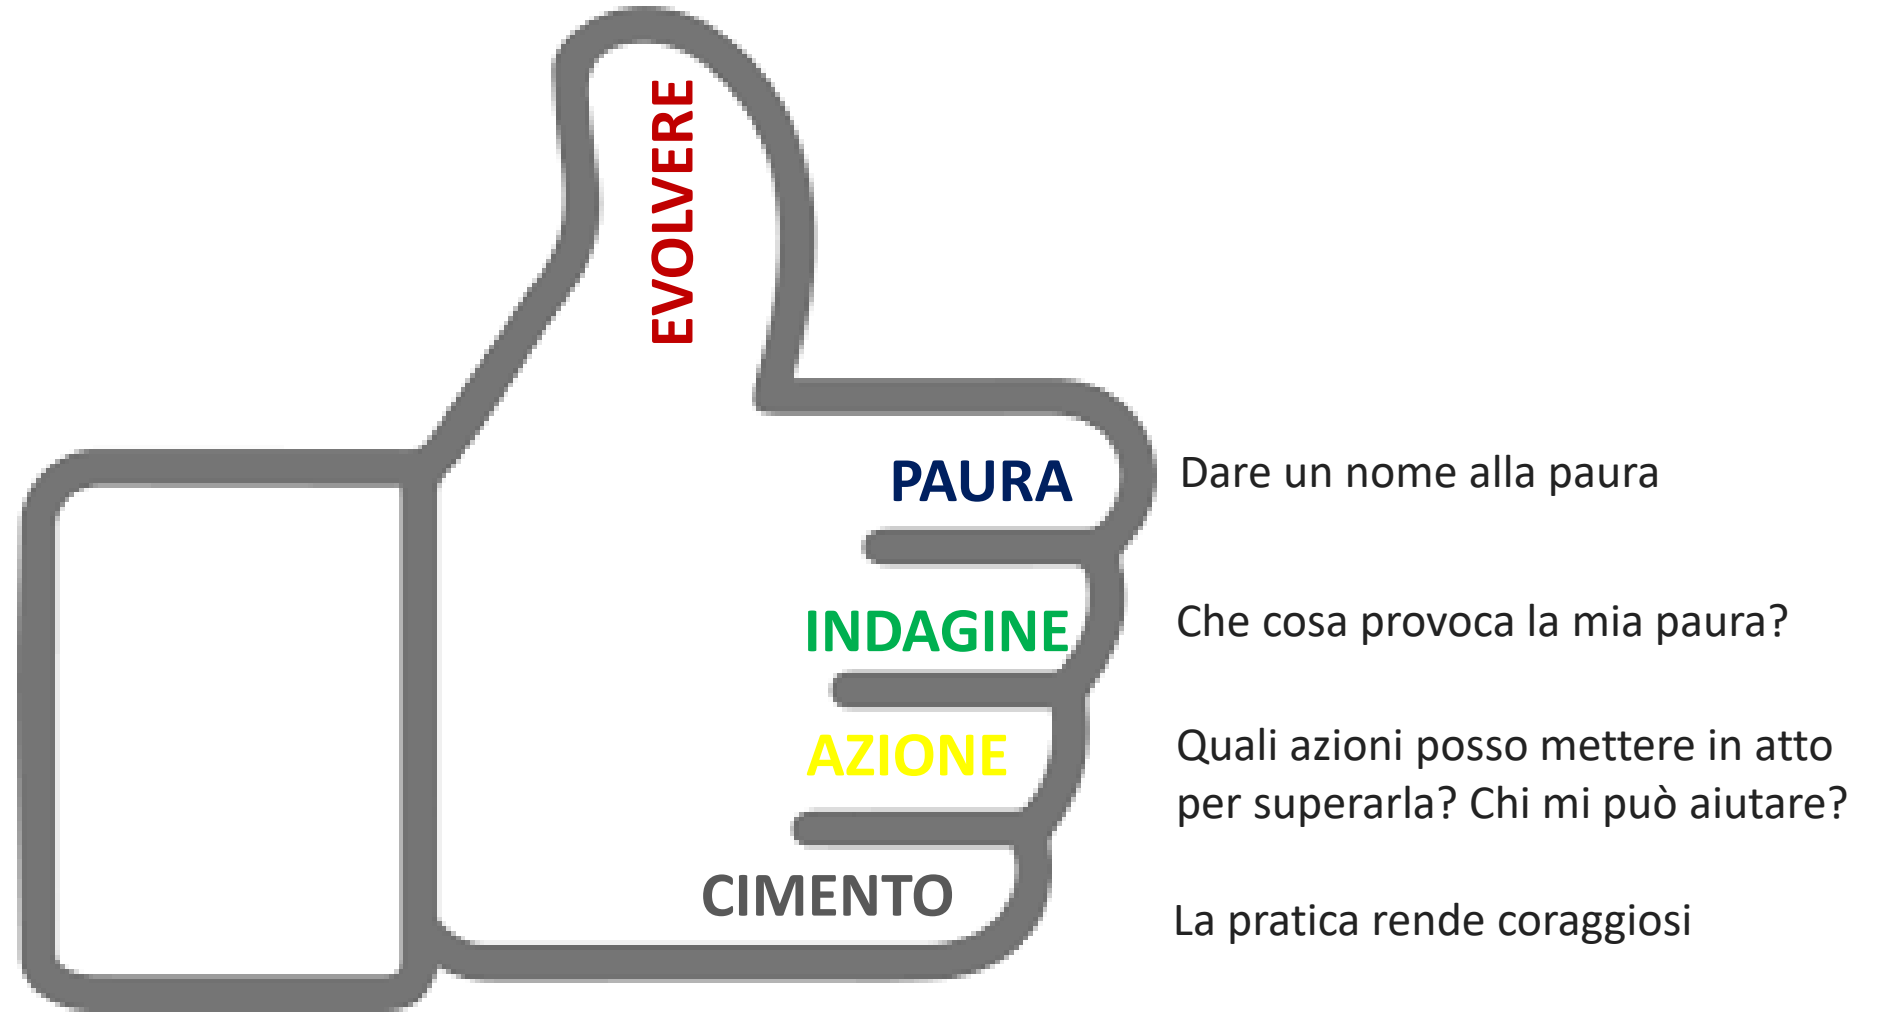 EVOLVERE
PAURA
Dare un nome alla paura
INDAGINE
Che cosa provoca la mia paura?
AZIONE
Quali azioni posso mettere in atto
per superarla? Chi mi può aiutare?
CIMENTO
La pratica rende coraggiosi